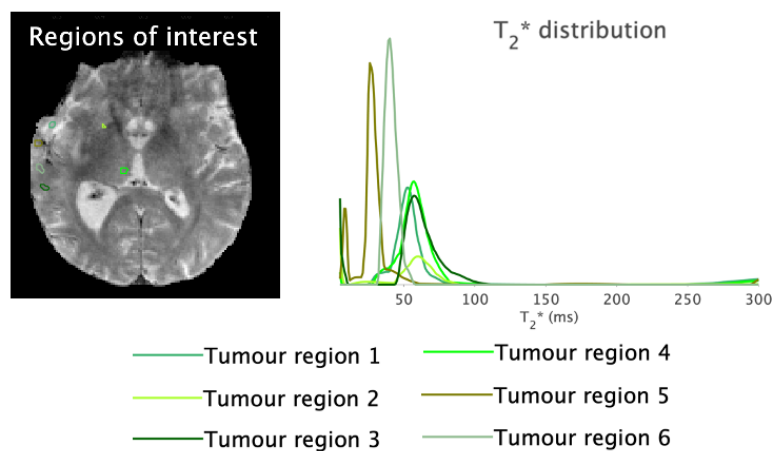 Regions of interest
T₂* distribution
50 100 150 200 250 300
T₂* (ms)
Tumour region 1
Tumour region 4
Tumour region 2
Tumour region 5
Tumour region 3
Tumour region 6